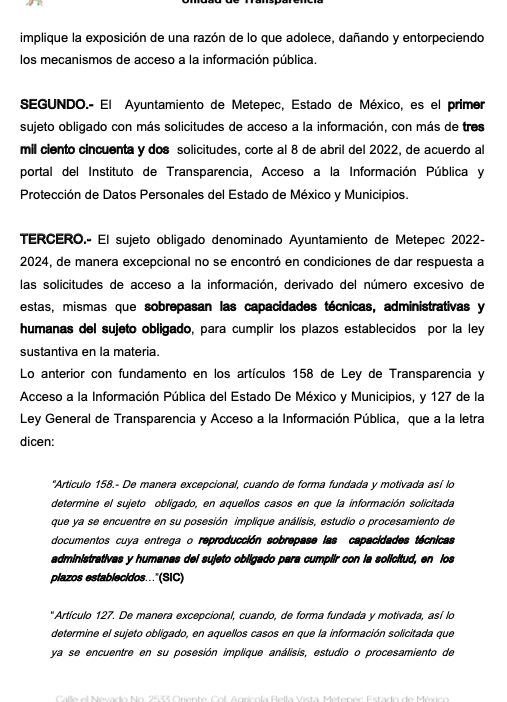 Unidad de Transparencia
implique la exposición de una razón de lo que adolece, dañando y entorpeciendo
los mecanismos de acceso a la información pública.
SEGUNDO.- El Ayuntamiento de Metepec, Estado de México, es el primer
sujeto obligado con más solicitudes de acceso a la información, con más de tres
mil ciento cincuenta y dos solicitudes, corte al 8 de abril del 2022, de acuerdo al
portal del Instituto de Transparencia, Acceso a la Información Pública y
Protección de Datos Personales del Estado de México y Municipios.
TERCERO.- El sujeto obligado denominado Ayuntamiento de Metepec 2022-
2024, de manera excepcional no se encontró en condiciones de dar respuesta a
las solicitudes de acceso a la información, derivado del número excesivo de
estas, mismas que sobrepasan las capacidades técnicas, administrativas y
humanas del sujeto obligado, para cumplir los plazos establecidos por la ley
sustantiva en la materia.
Lo anterior con fundamento en los artículos 158 de Ley de Transparencia y
Acceso a la Información Pública del Estado De México y Municipios, y 127 de la
Ley General de Transparencia y Acceso a la Información Pública, que a la letra
dicen:
"Artículo 158.- De manera excepcional, cuando de forma fundada y motivada así lo
determine el sujeto obligado, en aquellos casos en que la información solicitada
que ya se encuentre en su posesión implique análisis, estudio o procesamiento de
documentos cuya entrega o reproducción sobrepase las capacidades técnicas
administrativas y humanas del sujeto obligado para cumplir con la solicitud, en los
plazos establecidos…"(SIC)
"Artículo 127. De manera excepcional, cuando, de forma fundada y motivada, así lo
determine el sujeto obligado, en aquellos casos en que la información solicitada que
ya se encuentre en su posesión implique análisis, estudio o procesamiento de
Calle el Nevado No. 2533 Oriente, Col. Agrícola Bella Vista, Metepec Estado de México